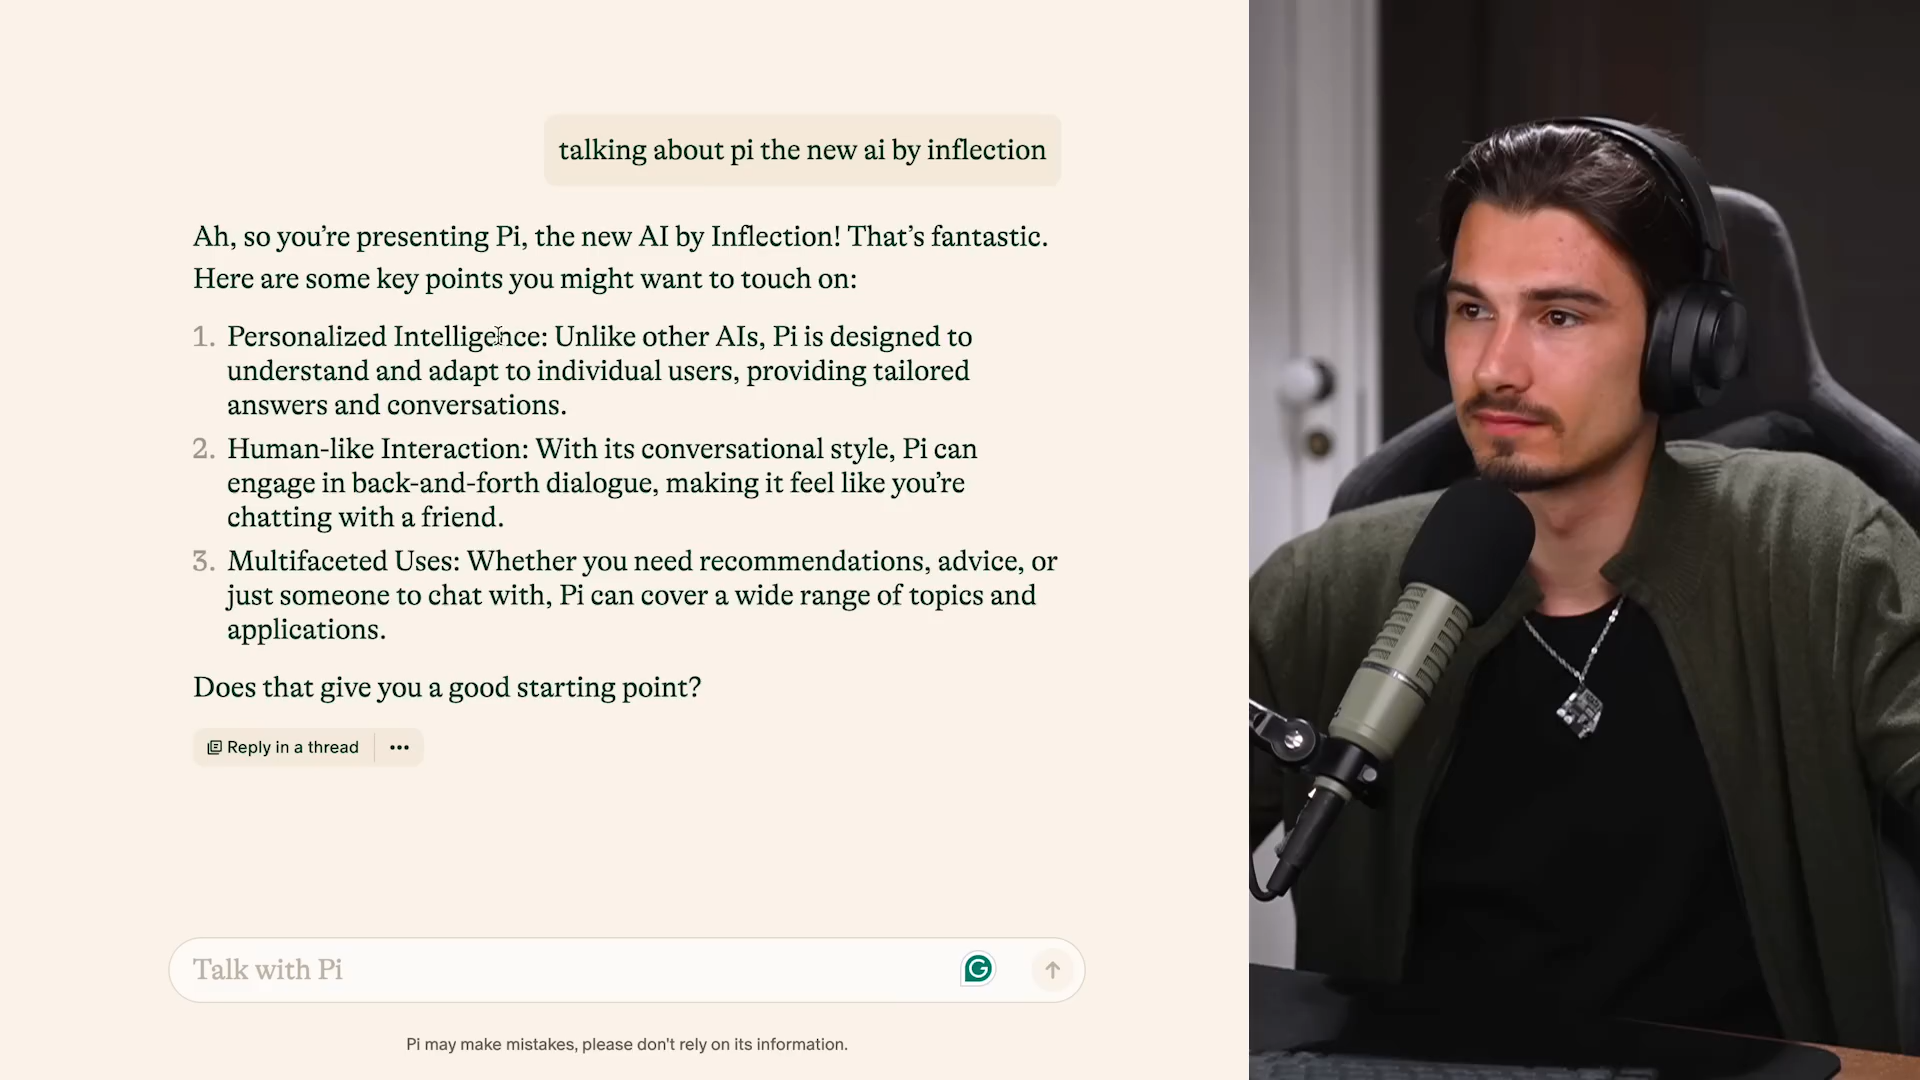 talking about pi the new ai by inflection
Ah, so you’re presenting Pi, the new AI by Inflection! That’s fantastic.
Here are some key points you might want to touch on:
1. Personalized Intelligence: Unlike other AIs, Pi is designed to
understand and adapt to individual users, providing tailored
answers and conversations.
2. Human-like Interaction: With its conversational style, Pi can
engage in back-and-forth dialogue, making it feel like you’re
chatting with a friend.
3. Multifaceted Uses: Whether you need recommendations, advice, or
just someone to chat with, Pi can cover a wide range of topics and
applications.
Does that give you a good starting point?
Reply in a thread
Talk with Pi
Pi may make mistakes, please don't rely on its information.